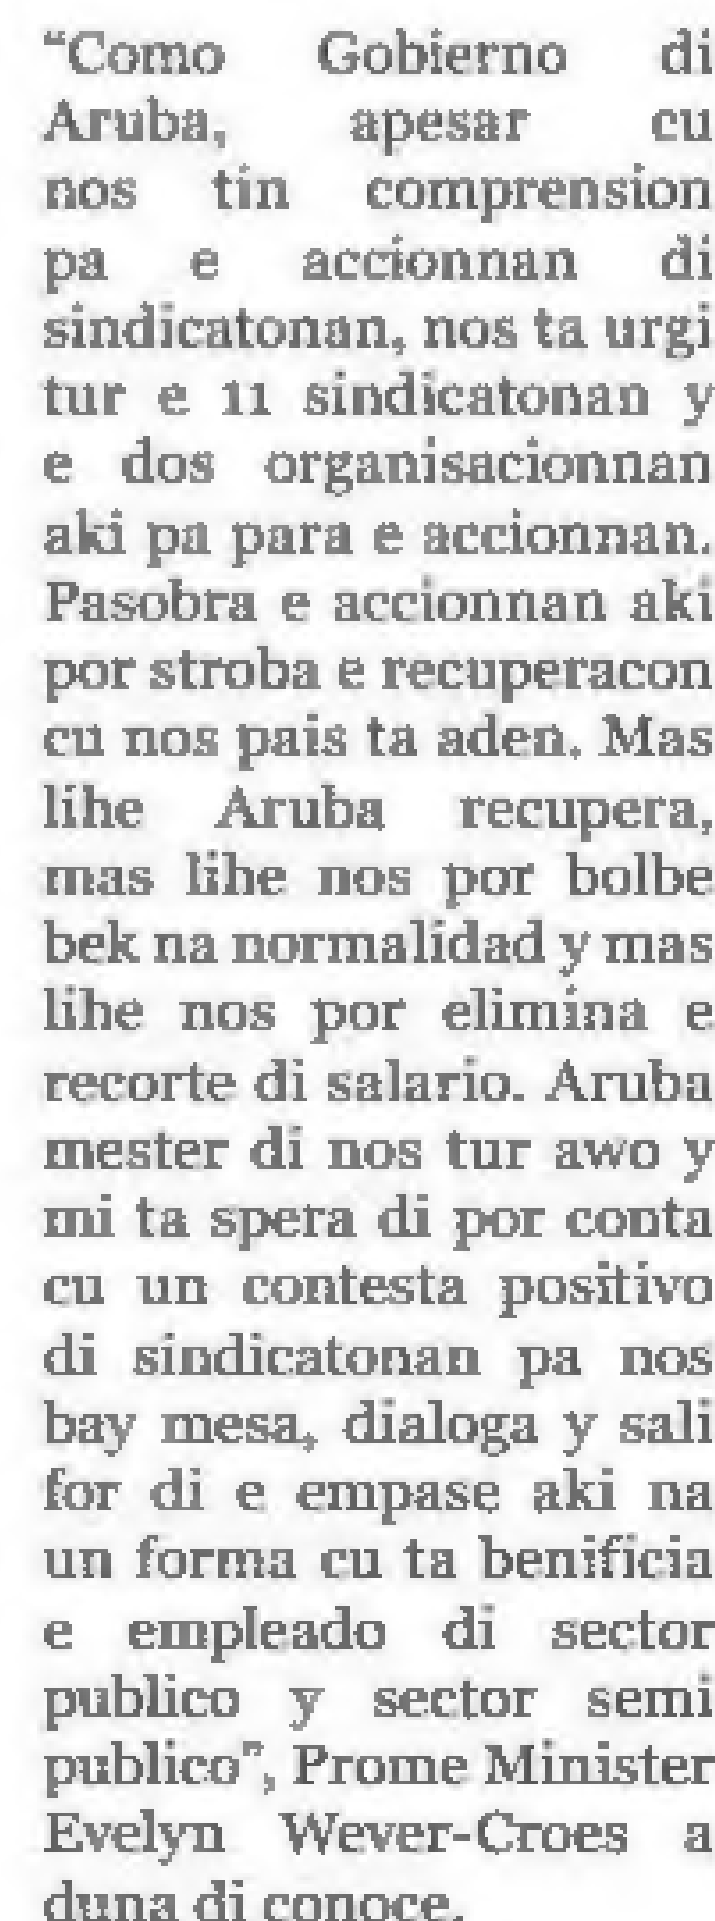 “Como Gobierno di
Aruba, apesar cu
nos tin comprension
pa e accionnan di
sindicatonan, nos ta urgi
tur e 11 sindicatonan y
e dos organisacionnan
aki pa para e accionnan.
Pasobra e accionnan aki
por stroba e recuperacon
cu nos pais ta aden. Mas
lihe Aruba recupera,
mas lihe nos por bolbe
bek na normalidad y mas
lihe nos por elimina e
recorte di salario. Aruba
mester di nos tur awo y
mi ta spera di por conta
cu un contesta positivo
di sindicatonan pa nos
bay mesa, dialoga y sali
for di e empase aki na
un forma cu ta benificia
e empleado di sector
publico y sector semi
publico”, Prome Minister
Evelyn Wever-Croes a
duna di conoce.